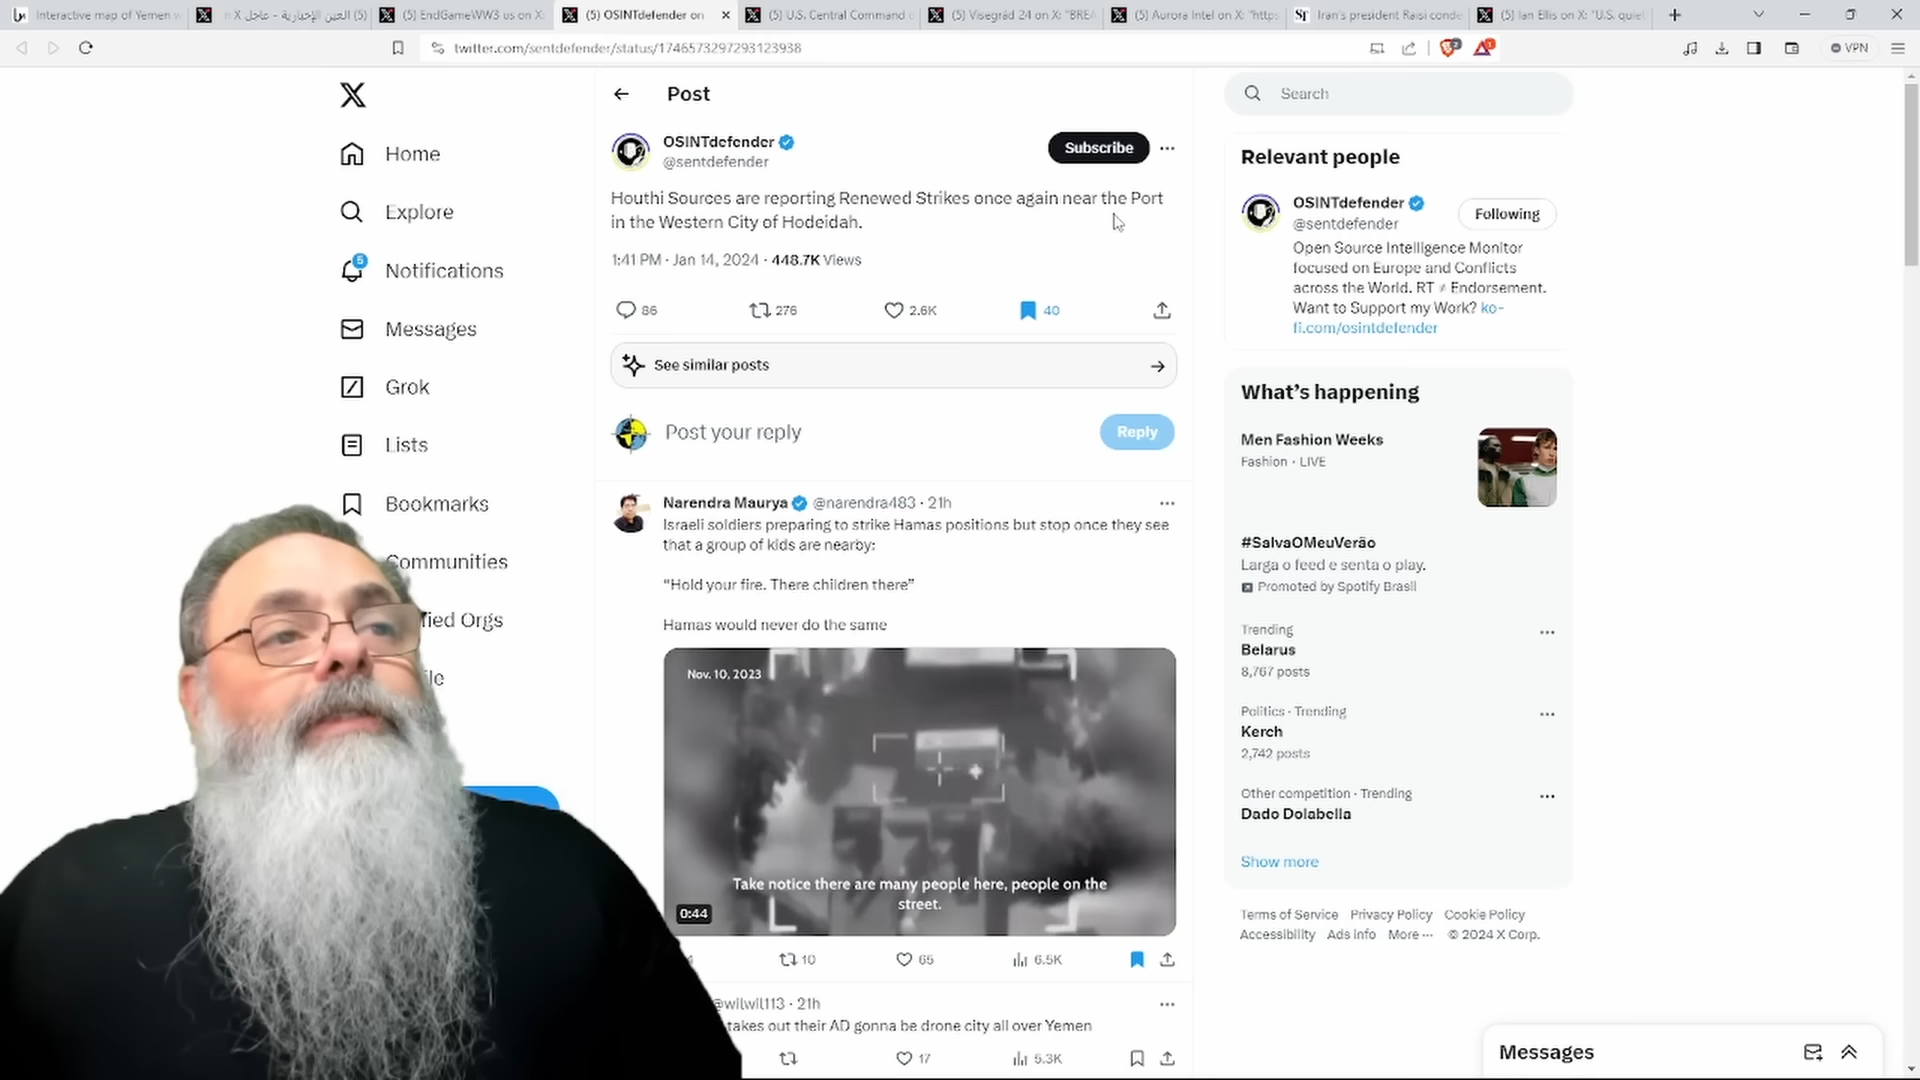 Interactive map of Yemen w
(5) العين الإخبارية - عاجل X n
(5) EndGameWW3 us on X:
(5) OSINTdefender on
(5) U.S. Central Command o
(5) Visegrád 24 on X: "BREA
(5) Aurora Intel on X: "https
Iran's president Raisi conde
(5) Ian Ellis on X: "U.S. quiet
twitter.com/sentdefender/status/1746573297293123938
VPN
Post
Search
Home
Explore
5
Notifications
Messages
Grok
Lists
Bookmarks
Communities
fied Orgs
OSINTdefender
@sentdefender
Subscribe
Houthi Sources are reporting Renewed Strikes once again near the Port
in the Western City of Hodeidah.
1:41 PM · Jan 14, 2024 · 448.7K Views
86 276 2.6K 40
See similar posts
Post your reply
Reply
Narendra Maurya @narendra483 · 21h
Israeli soldiers preparing to strike Hamas positions but stop once they see
that a group of kids are nearby:
“Hold your fire. There children there”
Hamas would never do the same
Nov. 10, 2023
Take notice there are many people here, people on the
street.
0:44
10 65 6.5K
@wilwil113 · 21h
takes out their AD gonna be drone city all over Yemen
17 5.3K
Relevant people
OSINTdefender
@sentdefender
Following
Open Source Intelligence Monitor
focused on Europe and Conflicts
across the World. RT ≠ Endorsement.
Want to Support my Work? ko-
fi.com/osintdefender
What’s happening
Men Fashion Weeks
Fashion · LIVE
#SalvaOMeuVerão
Larga o feed e senta o play.
Promoted by Spotify Brasil
Trending
Belarus
8,767 posts
Politics · Trending
Kerch
2,742 posts
Other competition · Trending
Dado Dolabella
Show more
Terms of Service Privacy Policy Cookie Policy
Accessibility Ads info More ··· © 2024 X Corp.
Messages